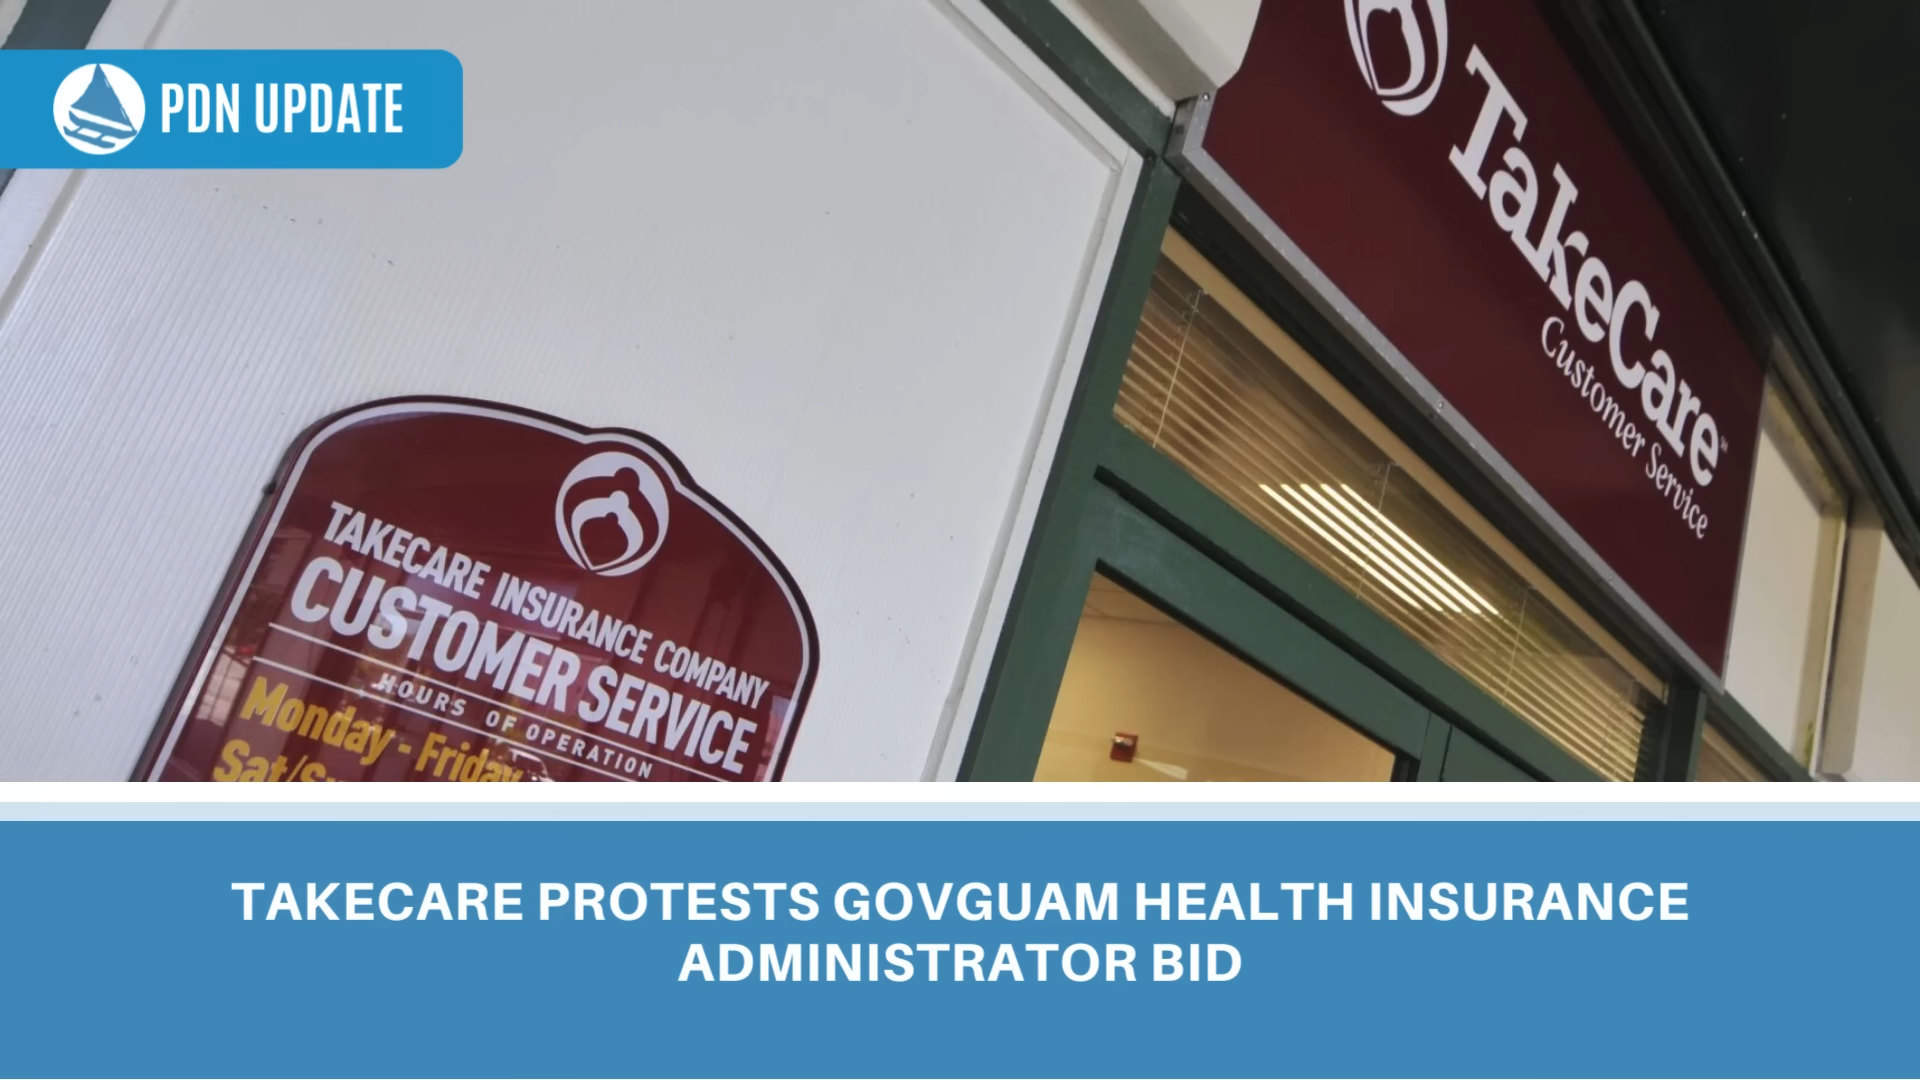 PDN UPDATE
TakeCare
Customer Service
TAKECARE INSURANCE COMPANY
CUSTOMER SERVICE
HOURS OF OPERATION
Monday - Friday
TAKECARE PROTESTS GOVGUAM HEALTH INSURANCE
ADMINISTRATOR BID